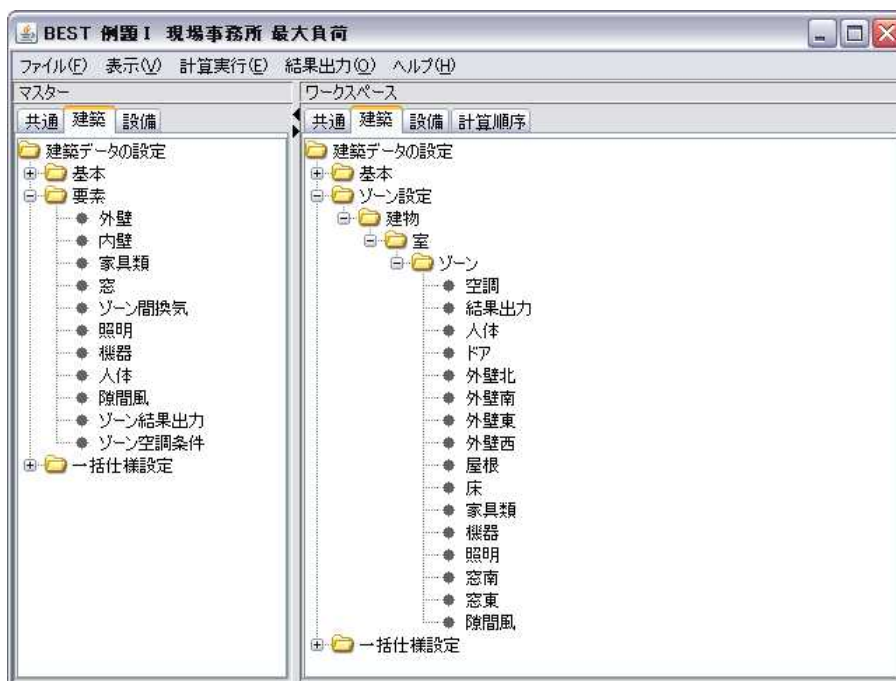 BEST 例題Ⅰ 現場事務所 最大負荷
ファイル(F) 表示(V) 計算実行(E) 結果出力(O) ヘルプ(H)
マスター
共通 建築 設備
建築データの設定
基本
要素
外壁
内壁
家具類
窓
ゾーン間換気
照明
機器
人体
隙間風
ゾーン結果出力
ゾーン空調条件
一括仕様設定
ワークスペース
共通 建築 設備 計算順序
建築データの設定
基本
ゾーン設定
建物
室
ゾーン
空調
結果出力
人体
ドア
外壁北
外壁南
外壁東
外壁西
屋根
床
家具類
機器
照明
窓南
窓東
隙間風
一括仕様設定